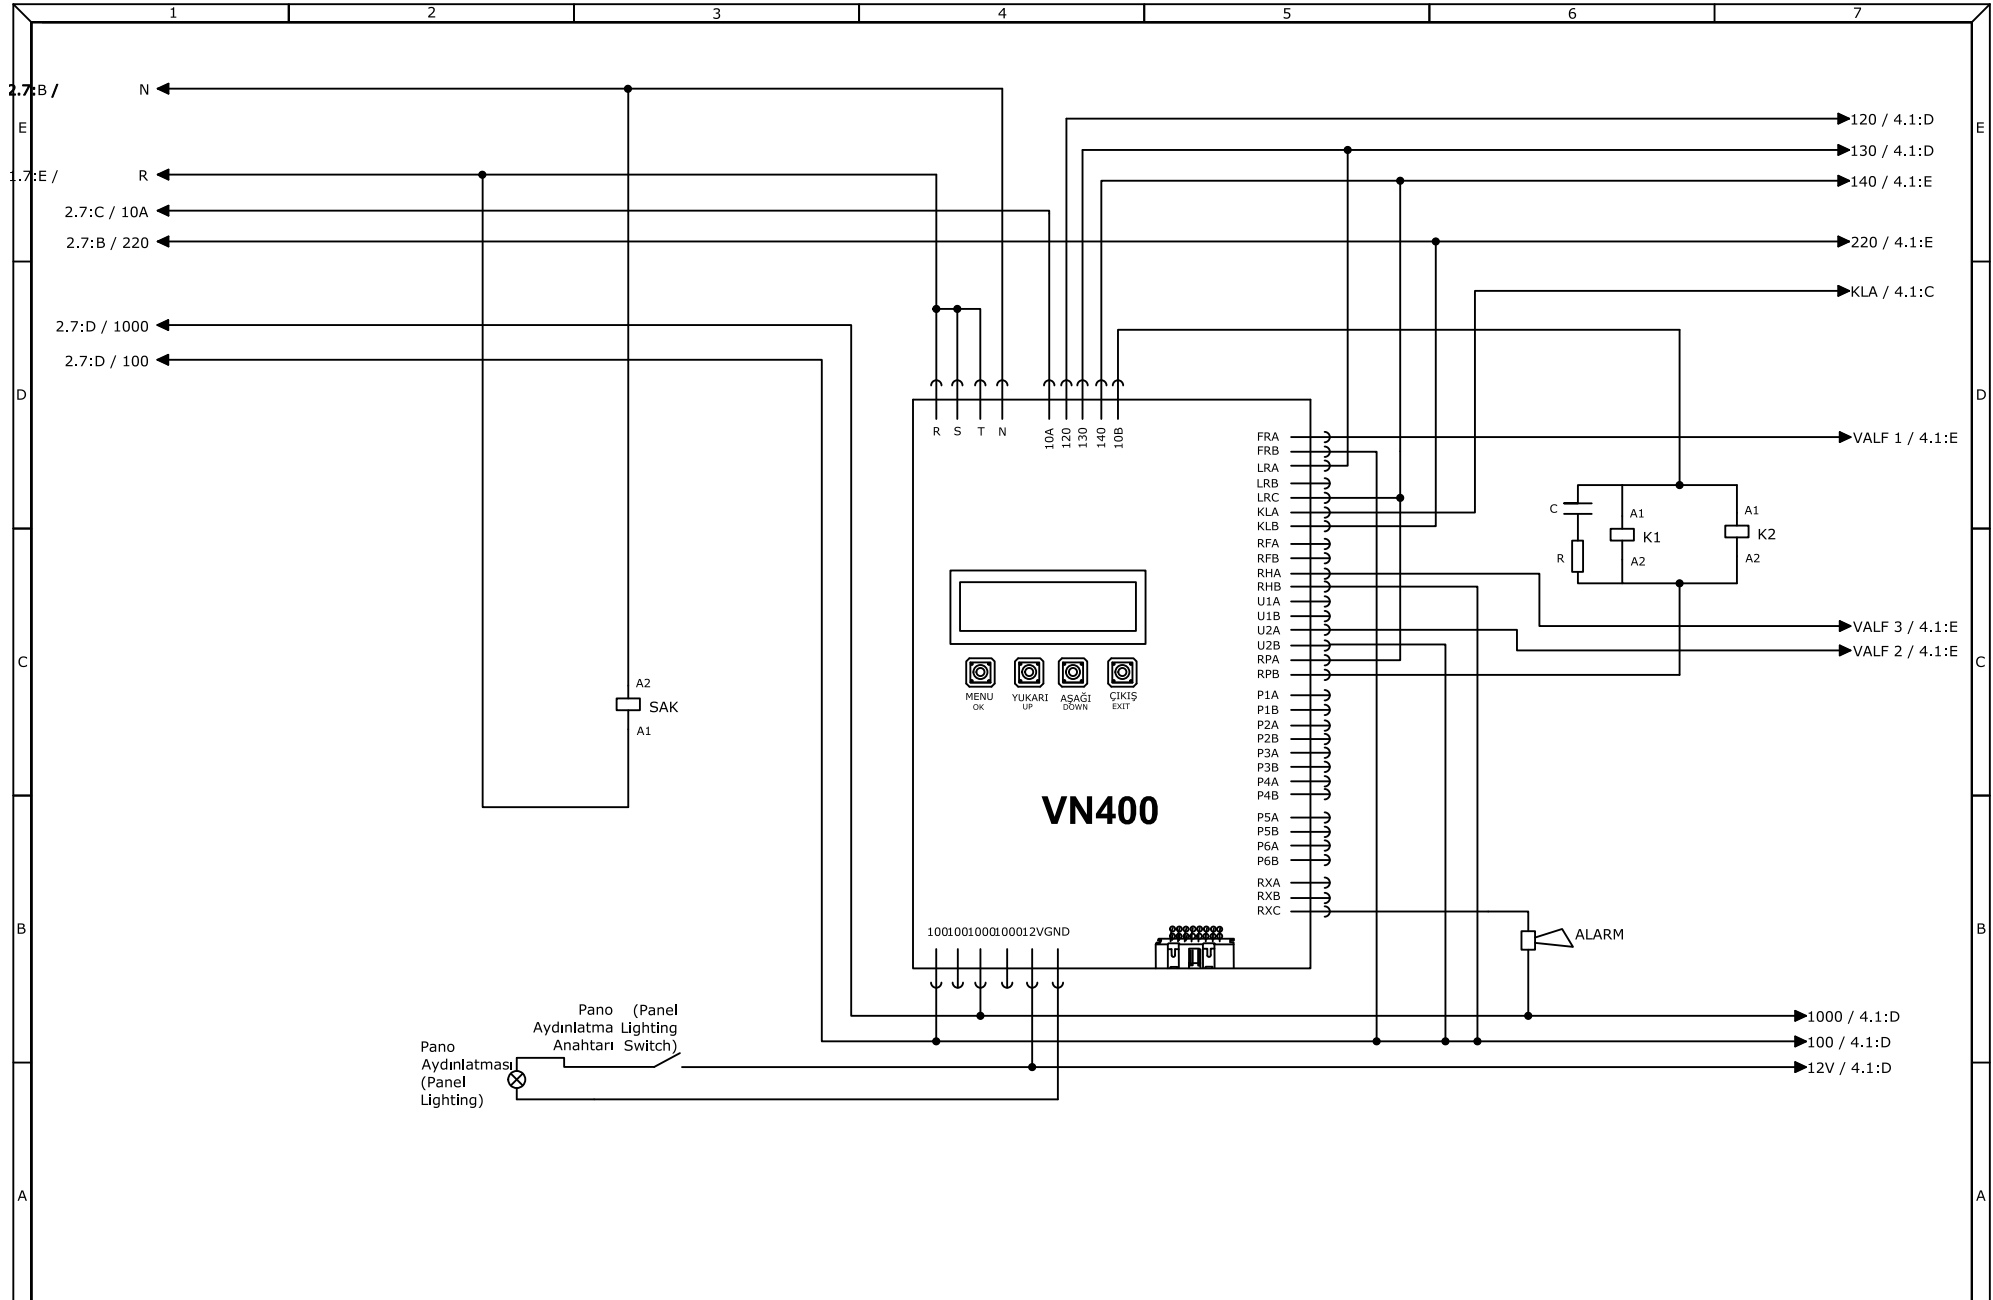 1 2 3 4 5 6 7
2.7:B / N
E E
120 / 4.1:D
130 / 4.1:D
1.7:E / R
140 / 4.1:E
2.7:C / 10A
2.7:B / 220
220 / 4.1:E
KLA / 4.1:C
2.7:D / 1000
2.7:D / 100
D D
R S T N 10A 120 130 140 10B
FRA
VALF 1 / 4.1:E
FRB
LRA
LRB
LRC
KLA
KLB
C A1 K1 A2 R
A1 K2 A2
RFA
RFB
RHA
RHB
U1A
U1B
U2A
VALF 3 / 4.1:E
U2B
VALF 2 / 4.1:E
RPA
RPB
C C
A2
SAK
A1
MENU YUKARI AŞAĞI ÇIKIŞ
OK UP DOWN EXIT
P1A
P1B
P2A
P2B
P3A
P3B
P4A
P4B
VN400
P5A
P5B
P6A
P6B
RXA
RXB
RXC
B B
100 100 1000 1000 12V GND
ALARM
Pano (Panel
Aydınlatma Lighting
Anahtarı Switch)
1000 / 4.1:D
100 / 4.1:D
12V / 4.1:D
Pano
Aydınlatması
(Panel
Lighting)
A A